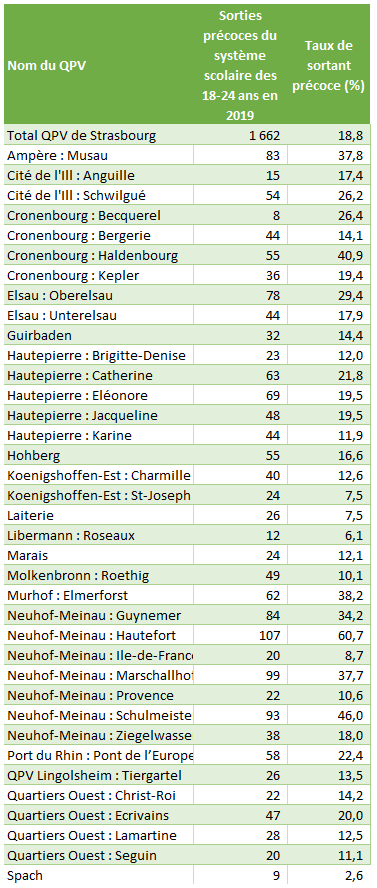 Nom du QPV
Sorties
précoces du
système
scolaire des
18-24 ans en
2019
Taux de
sortant
précoce (%)
Total QPV de Strasbourg 1 662 18,8
Ampère : Musau 83 37,8
Cité de l'Ill : Anguille 15 17,4
Cité de l'Ill : Schwilgué 54 26,2
Cronenbourg : Becquerel 8 26,4
Cronenbourg : Bergerie 44 14,1
Cronenbourg : Haldenbourg 55 40,9
Cronenbourg : Kepler 36 19,4
Elsau : Oberelsau 78 29,4
Elsau : Unterelsau 44 17,9
Guirbaden 32 14,4
Hautepierre : Brigitte-Denise 23 12,0
Hautepierre : Catherine 63 21,8
Hautepierre : Eléonore 69 19,5
Hautepierre : Jacqueline 48 19,5
Hautepierre : Karine 44 11,9
Hohberg 55 16,6
Koenigshoffen-Est : Charmille 40 12,6
Koenigshoffen-Est : St-Joseph 24 7,5
Laiterie 26 7,5
Libermann : Roseaux 12 6,1
Marais 24 12,1
Molkenbronn : Roethig 49 10,1
Murhof : Elmerforst 62 38,2
Neuhof-Meinau : Guynemer 84 34,2
Neuhof-Meinau : Hautefort 107 60,7
Neuhof-Meinau : Ile-de-France 20 8,7
Neuhof-Meinau : Marschallhof 99 37,7
Neuhof-Meinau : Provence 22 10,6
Neuhof-Meinau : Schulmeiste 93 46,0
Neuhof-Meinau : Ziegelwasse 38 18,0
Port du Rhin : Pont de l’Europe 58 22,4
QPV Lingolsheim : Tiergartel 26 13,5
Quartiers Ouest : Christ-Roi 22 14,2
Quartiers Ouest : Ecrivains 47 20,0
Quartiers Ouest : Lamartine 28 12,5
Quartiers Ouest : Seguin 20 11,1
Spach 9 2,6